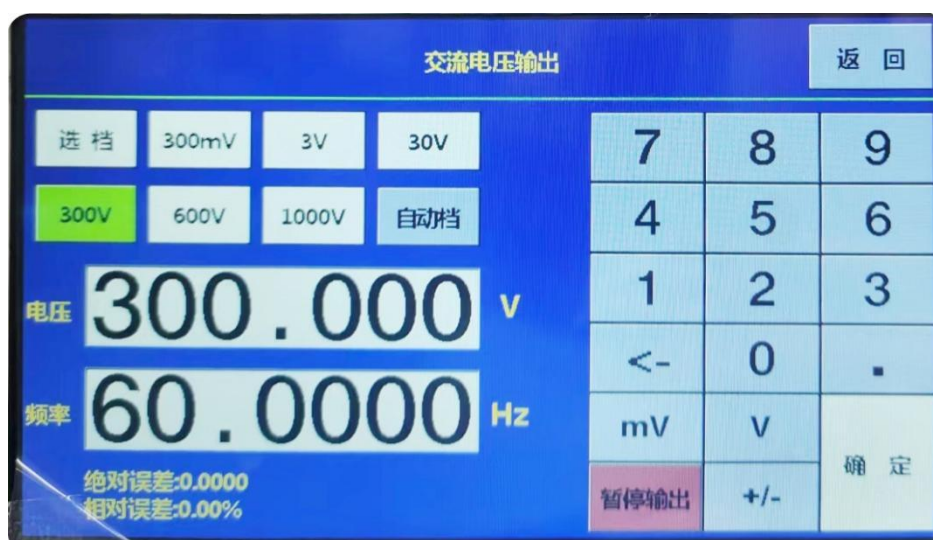 交流电压输出
返 回
选 档 300mV 3V 30V
300V 600V 1000V 自动档
电压 300.000 V
频率 60.0000 Hz
绝对误差:0.0000
相对误差:0.00%
7 8 9
4 5 6
1 2 3
<- 0 .
mV V
确 定
暂停输出 +/-